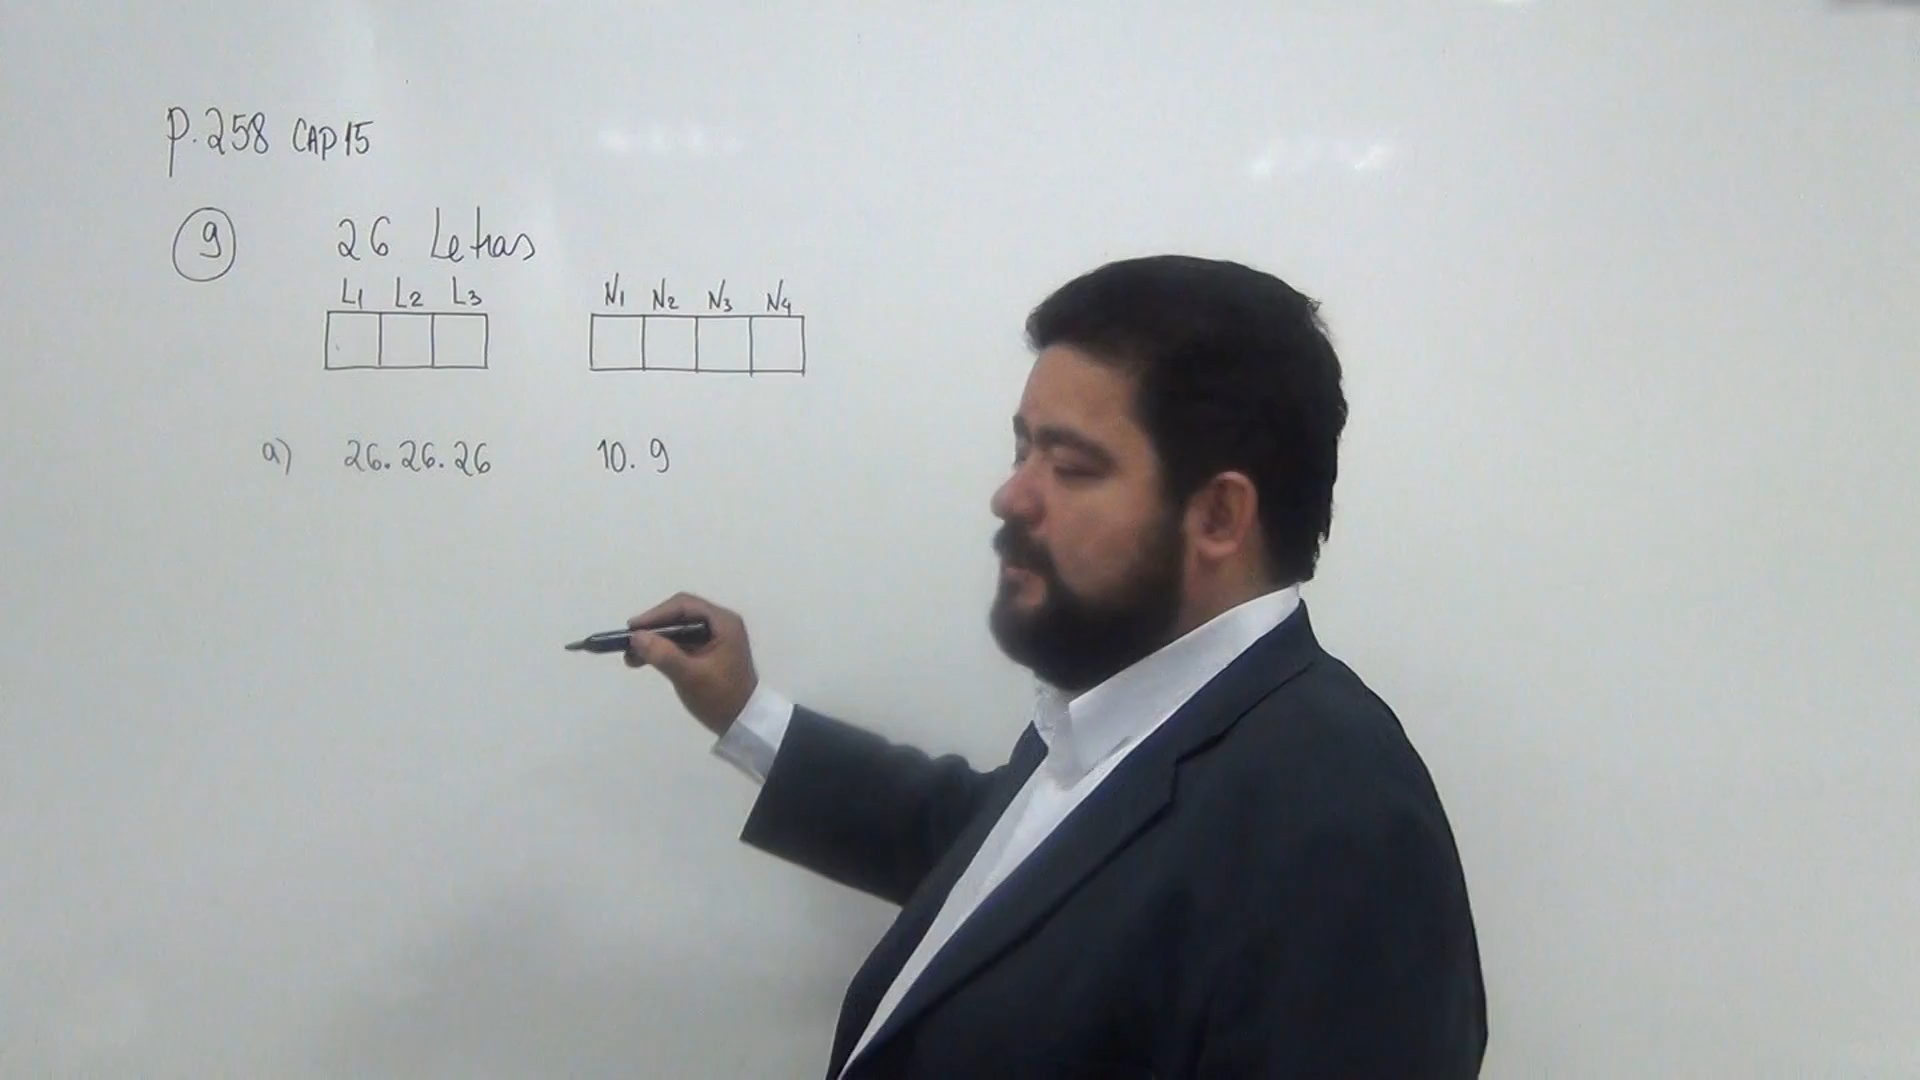 P. 258 CAP 15
9 26 Letras
L1 L2 L3 N1 N2 N3 N4
a) 26. 26. 26 10. 9